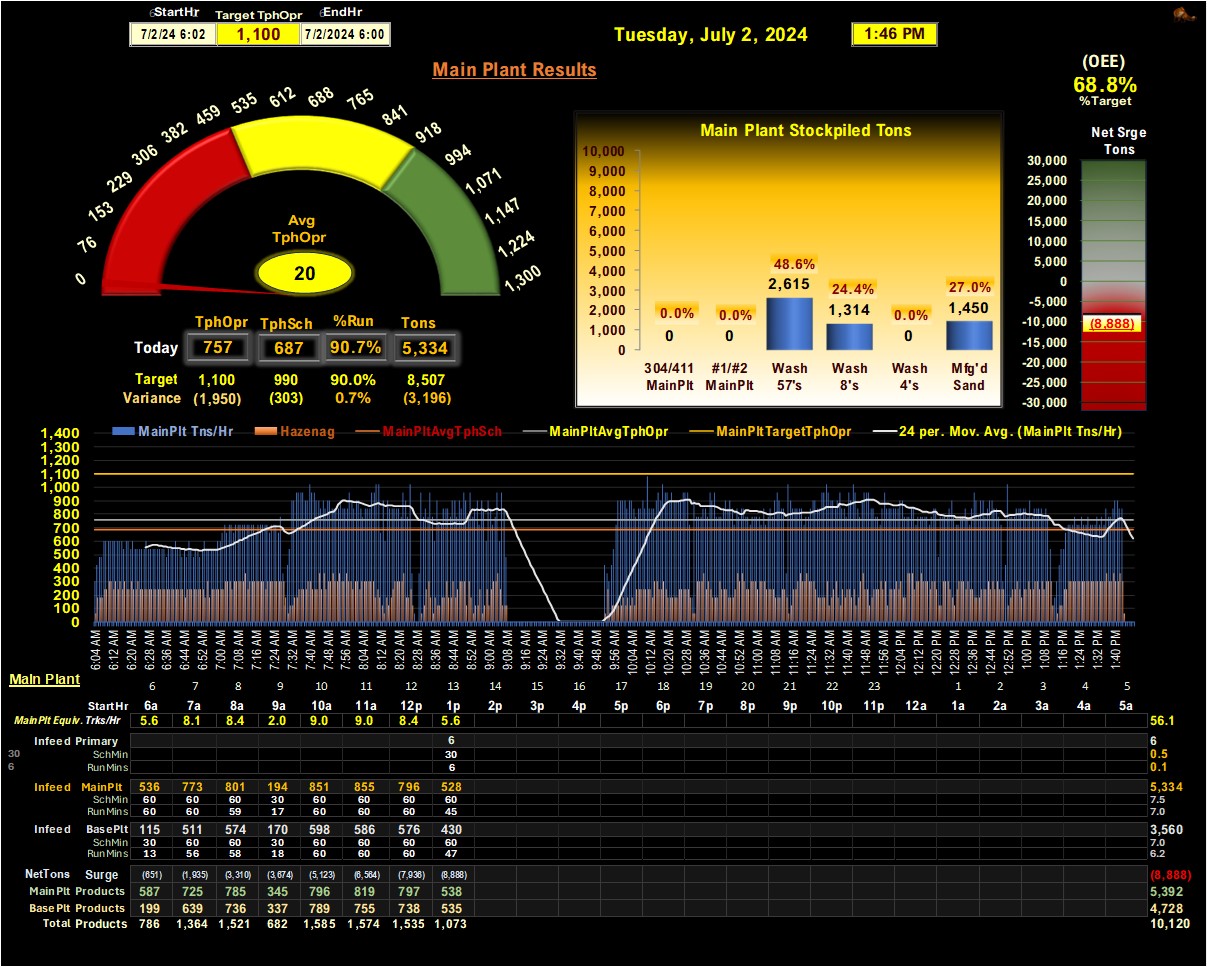 StartHr Target TphOpr EndHr
7/2/24 6:02 1,100 7/2/2024 6:00
Tuesday, July 2, 2024 1:46 PM
Main Plant Results
(OEE)
68.8%
%Target
0 76 153 229 306 382 459 535 612 688 765 841 918 994 1,071 1,147 1,224 1,300
Avg
TphOpr
20
TphOpr TphSch %Run Tons
Today 757 687 90.7% 5,334
Target 1,100 990 90.0% 8,507
Variance (1,950) (303) 0.7% (3,196)
Main Plant Stockpiled Tons
10,000
9,000
8,000
7,000
6,000
5,000
4,000
3,000
2,000
1,000
0
0.0% 0.0% 48.6% 24.4% 0.0% 27.0%
0 0 2,615 1,314 0 1,450
304/411 #1/#2 Wash Wash Wash Mfg'd
MainPlt MainPlt 57's 8's 4's Sand
Net Srge
Tons
30,000
25,000
20,000
15,000
10,000
5,000
0
-5,000
-10,000
-15,000
-20,000
-25,000
-30,000
(8,888)
MainPlt Tns/Hr Hazenag MainPltAvgTphSch MainPltAvgTphOpr MainPltTargetTphOpr 24 per. Mov. Avg. (MainPlt Tns/Hr)
1,400
1,300
1,200
1,100
1,000
900
800
700
600
500
400
300
200
100
0
6:04 AM 6:12 AM 6:20 AM 6:28 AM 6:36 AM 6:44 AM 6:52 AM 7:00 AM 7:08 AM 7:16 AM 7:24 AM 7:32 AM 7:40 AM 7:48 AM 7:56 AM 8:04 AM 8:12 AM 8:20 AM 8:28 AM 8:36 AM 8:44 AM 8:52 AM 9:00 AM 9:08 AM 9:16 AM 9:24 AM 9:32 AM 9:40 AM 9:48 AM 9:56 AM 10:04 AM 10:12 AM 10:20 AM 10:28 AM 10:36 AM 10:44 AM 10:52 AM 11:00 AM 11:08 AM 11:16 AM 11:24 AM 11:32 AM 11:40 AM 11:48 AM 11:56 AM 12:04 PM 12:12 PM 12:20 PM 12:28 PM 12:36 PM 12:44 PM 12:52 PM 1:00 PM 1:08 PM 1:16 PM 1:24 PM 1:32 PM 1:40 PM
Main Plant
6 7 8 9 10 11 12 13 14 15 16 17 18 19 20 21 22 23 1 2 3 4 5
StartHr 6a 7a 8a 9a 10a 11a 12p 1p 2p 3p 4p 5p 6p 7p 8p 9p 10p 11p 12a 1a 2a 3a 4a 5a
MainPlt Equiv. Trks/Hr 5.6 8.1 8.4 2.0 9.0 9.0 8.4 5.6 56.1
Infeed Primary 6 6
30 SchMin 30 0.5
6 RunMins 6 0.1
Infeed MainPlt 536 773 801 194 851 855 796 528 5,334
SchMin 60 60 60 30 60 60 60 60 7.5
RunMins 60 60 59 17 60 60 60 45 7.0
Infeed BasePlt 115 511 574 170 598 586 576 430 3,560
SchMin 30 60 60 30 60 60 60 60 7.0
RunMins 13 56 58 18 60 60 60 47 6.2
NetTons Surge (651) (1,935) (3,310) (3,674) (5,123) (6,564) (7,936) (8,888) (8,888)
MainPlt Products 587 725 785 345 796 819 797 538 5,392
BasePlt Products 199 639 736 337 789 755 738 535 4,728
Total Products 786 1,364 1,521 682 1,585 1,574 1,535 1,073 10,120